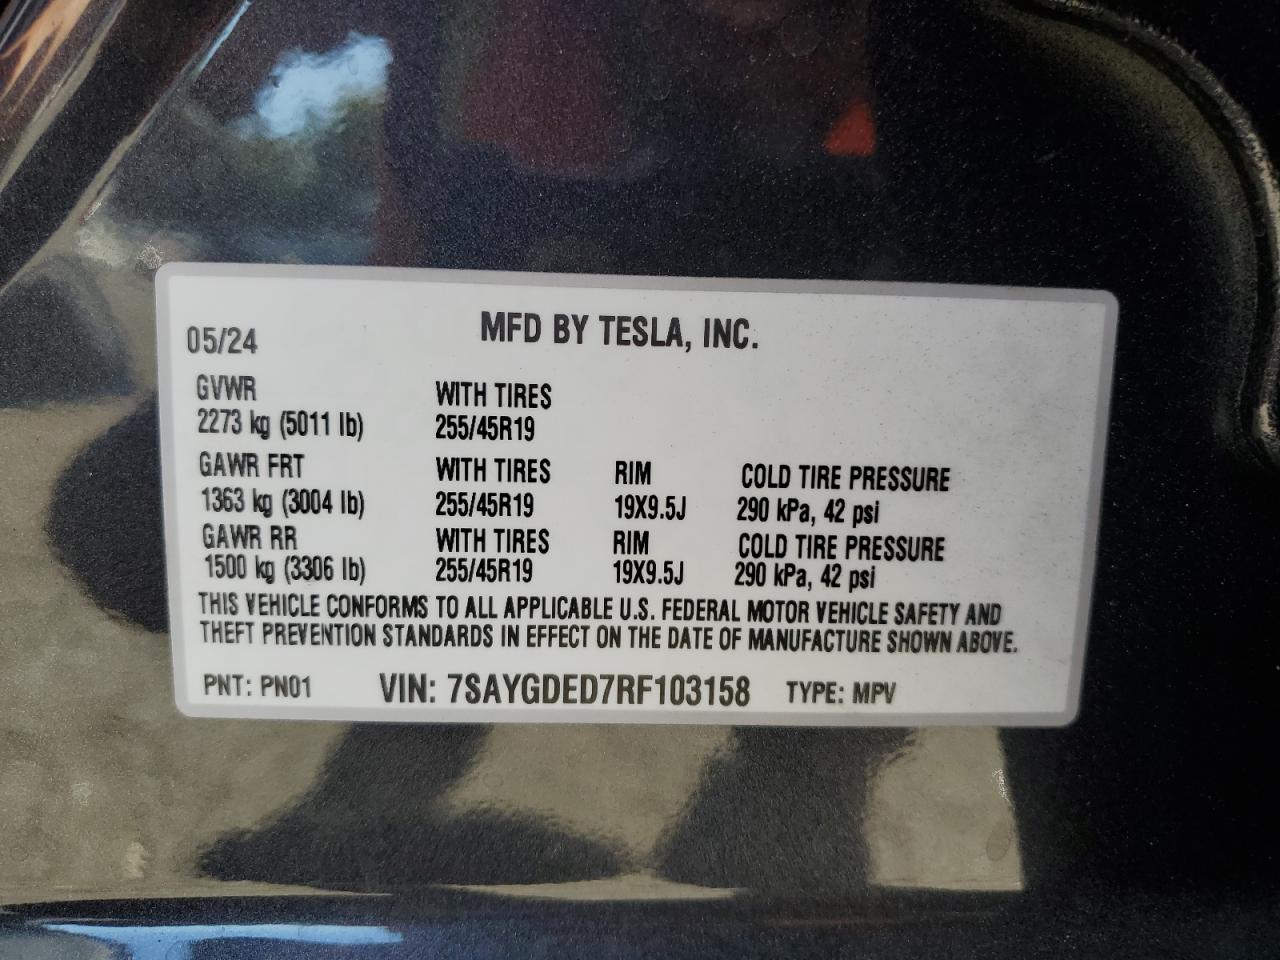 05/24 MFD BY TESLA, INC.
GVWR WITH TIRES
2273 kg (5011 lb) 255/45R19
GAWR FRT WITH TIRES RIM COLD TIRE PRESSURE
1363 kg (3004 lb) 255/45R19 19X9.5J 290 kPa, 42 psi
GAWR RR WITH TIRES RIM COLD TIRE PRESSURE
1500 kg (3306 lb) 255/45R19 19X9.5J 290 kPa, 42 psi
THIS VEHICLE CONFORMS TO ALL APPLICABLE U.S. FEDERAL MOTOR VEHICLE SAFETY AND
THEFT PREVENTION STANDARDS IN EFFECT ON THE DATE OF MANUFACTURE SHOWN ABOVE.
PNT: PN01 VIN: 7SAYGDED7RF103158 TYPE: MPV